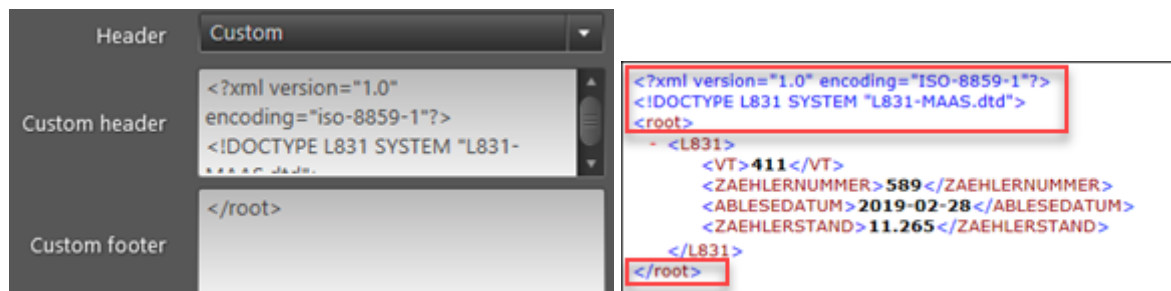 Header
Custom
Custom header
<?xml version="1.0"
encoding="iso-8859-1"?>
<!DOCTYPE L831 SYSTEM "L831-
MAAS.dtd">
Custom footer
</root>
<?xml version="1.0" encoding="ISO-8859-1"?>
<!DOCTYPE L831 SYSTEM "L831-MAAS.dtd">
<root>
- <L831>
<VT>411</VT>
<ZAEHLERNUMMER>589</ZAEHLERNUMMER>
<ABLESEDATUM>2019-02-28</ABLESEDATUM>
<ZAEHLERSTAND>11.265</ZAEHLERSTAND>
</L831>
</root>